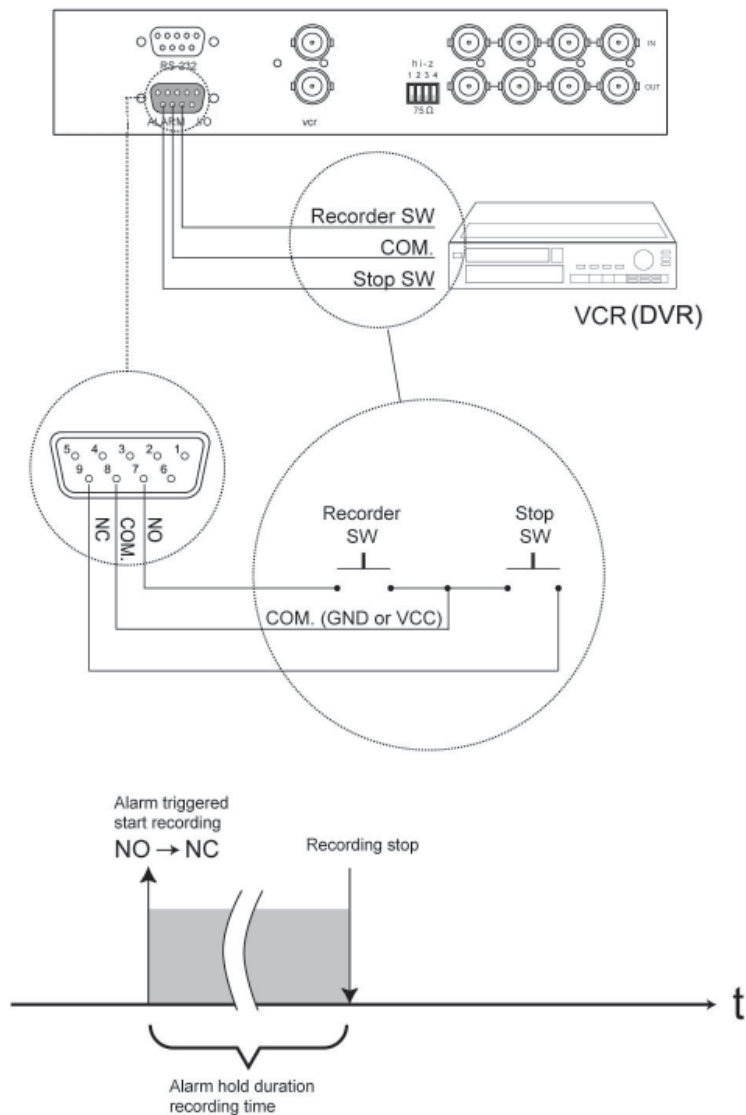 RS-232
ALARM I/O
vcr
hi-z
1 2 3 4
75Ω
IN
OUT
Recorder SW
COM.
Stop SW
VCR (DVR)
5 4 3 2 1
9 8 7 6
NC
COM.
NO
Recorder
SW
Stop
SW
COM. (GND or VCC)
Alarm triggered
start recording
NO → NC
Recording stop
t
Alarm hold duration
recording time